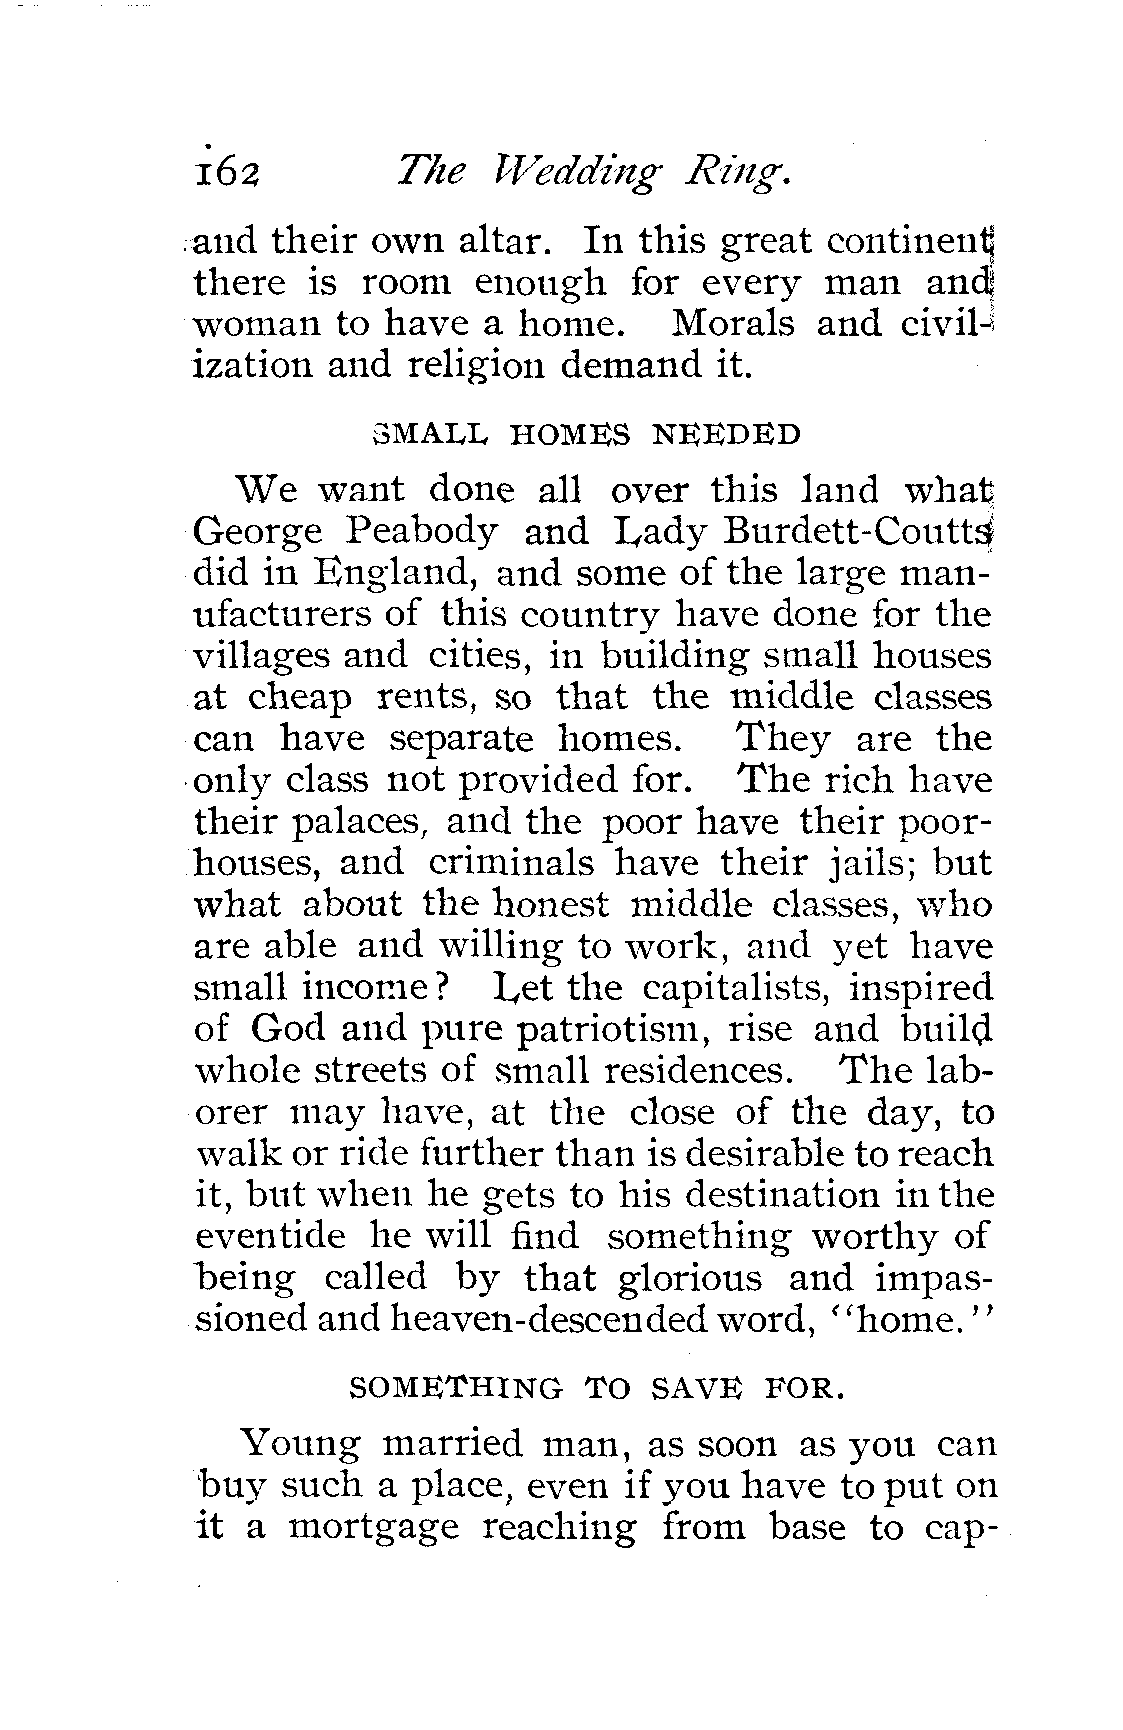 162 The Wedding Ring.
and their own altar. In this great continent
there is room enough for every man and
woman to have a home. Morals and civil-
ization and religion demand it.
SMALL HOMES NEEDED
We want done all over this land what
George Peabody and Lady Burdett-Coutts
did in England, and some of the large man-
ufacturers of this country have done for the
villages and cities, in building small houses
at cheap rents, so that the middle classes
can have separate homes. They are the
only class not provided for. The rich have
their palaces, and the poor have their poor-
houses, and criminals have their jails; but
what about the honest middle classes, who
are able and willing to work, and yet have
small income? Let the capitalists, inspired
of God and pure patriotism, rise and build
whole streets of small residences. The lab-
orer may have, at the close of the day, to
walk or ride further than is desirable to reach
it, but when he gets to his destination in the
eventide he will find something worthy of
being called by that glorious and impas-
sioned and heaven-descended word, "home."
SOMETHING TO SAVE FOR.
Young married man, as soon as you can
buy such a place, even if you have to put on
it a mortgage reaching from base to cap-